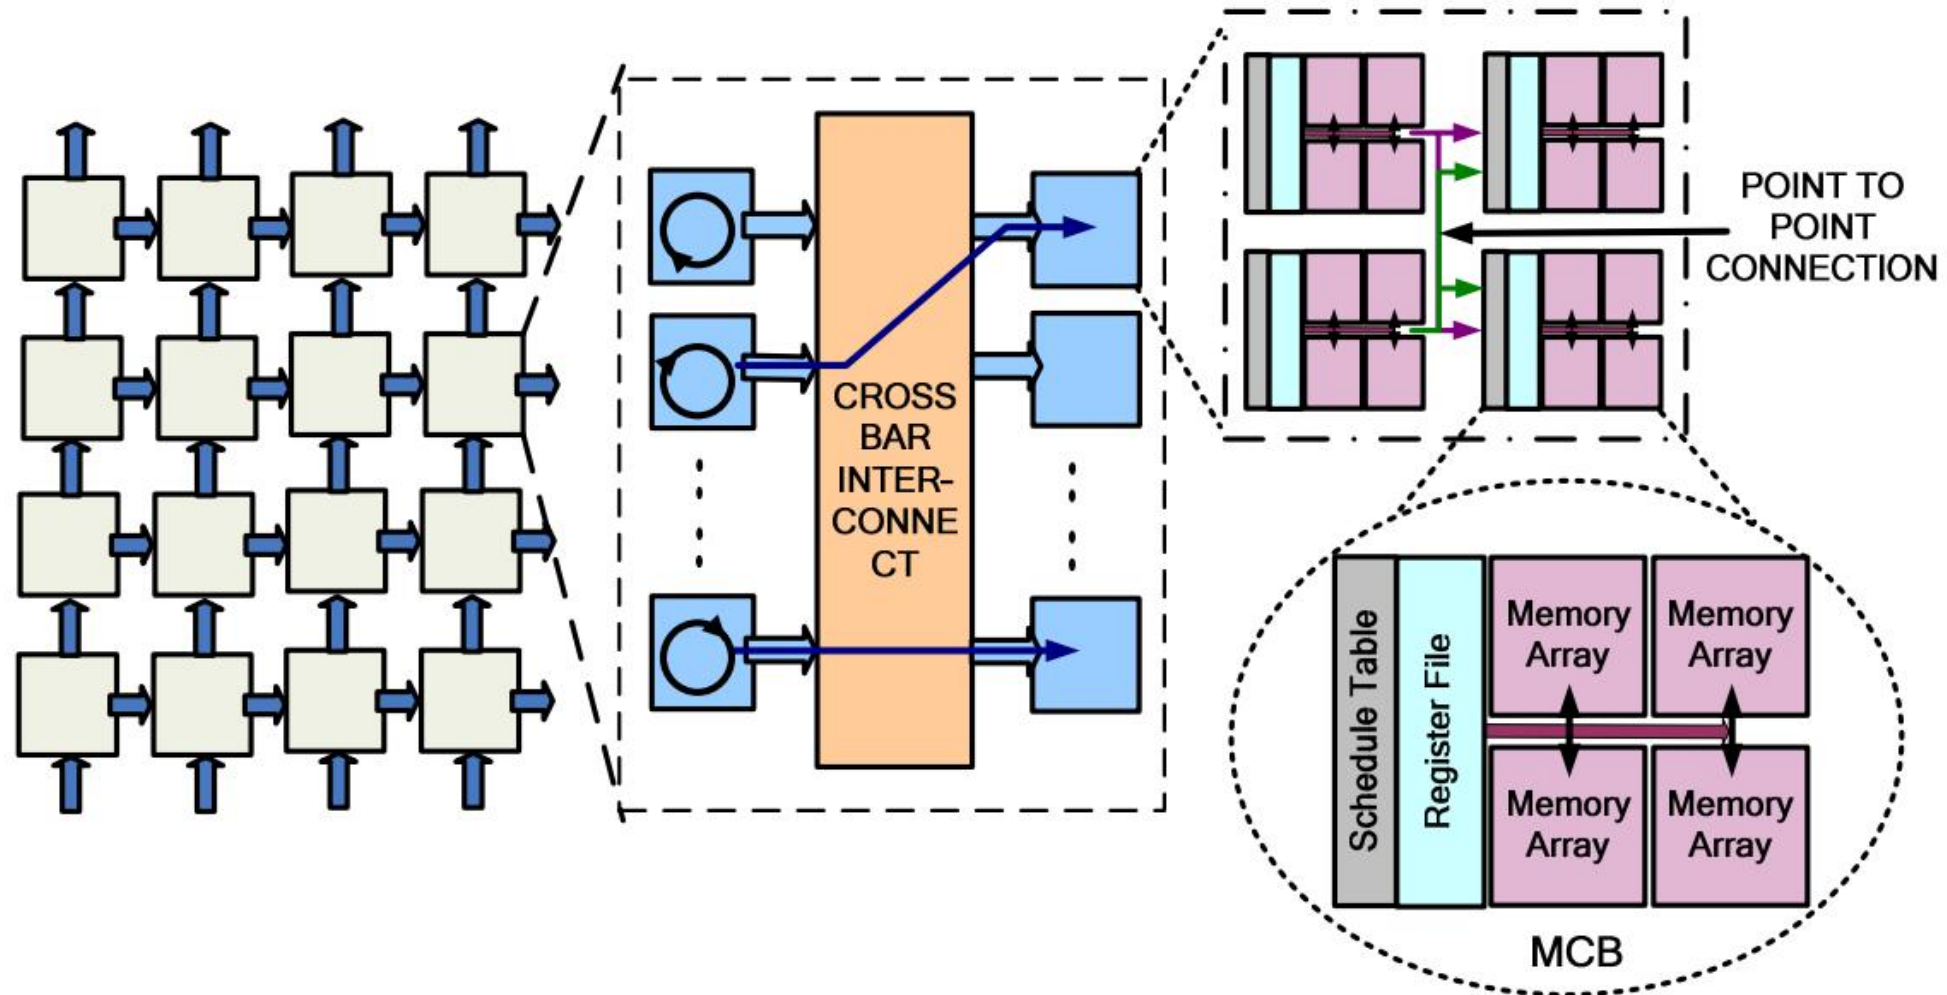 CROSS
BAR
INTER-
CONNE
CT
POINT TO
POINT
CONNECTION
Schedule Table
Register File
Memory
Array
Memory
Array
Memory
Array
Memory
Array
MCB